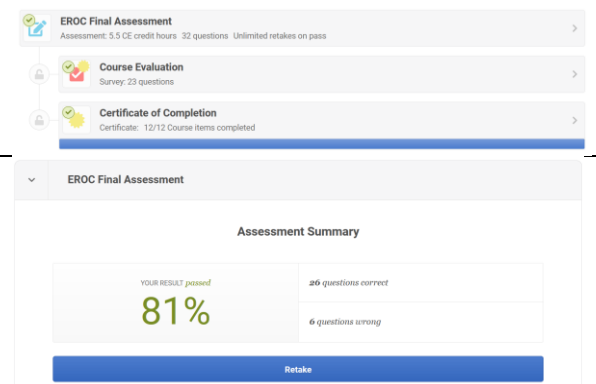 EROC Final Assessment
Assessment: 5.5 CE credit hours 32 questions Unlimited retakes on pass
Course Evaluation
Survey: 23 questions
Certificate of Completion
Certificate: 12/12 Course items completed
EROC Final Assessment
Assessment Summary
YOUR RESULT passed
81%
26 questions correct
6 questions wrong
Retake